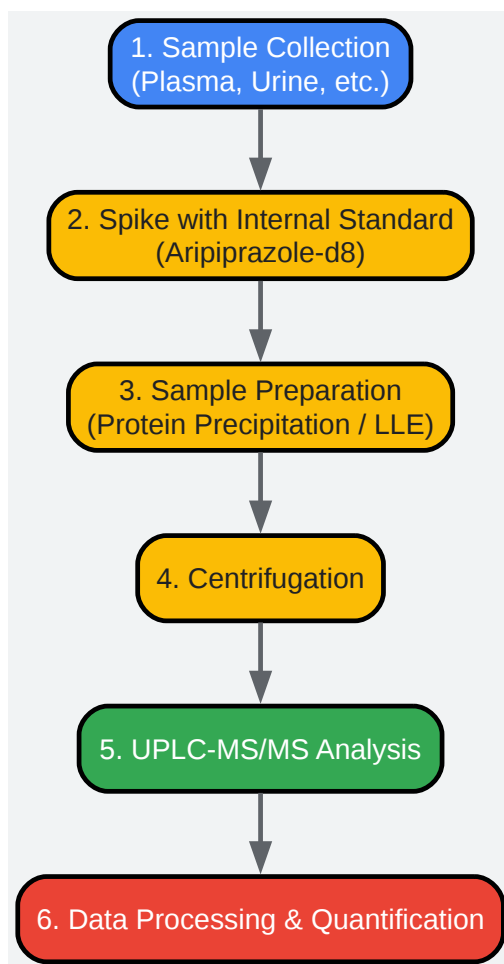 1. Sample Collection
(Plasma, Urine, etc.)
2. Spike with Internal Standard
(Aripiprazole-d8)
3. Sample Preparation
(Protein Precipitation / LLE)
4. Centrifugation
5. UPLC-MS/MS Analysis
6. Data Processing & Quantification